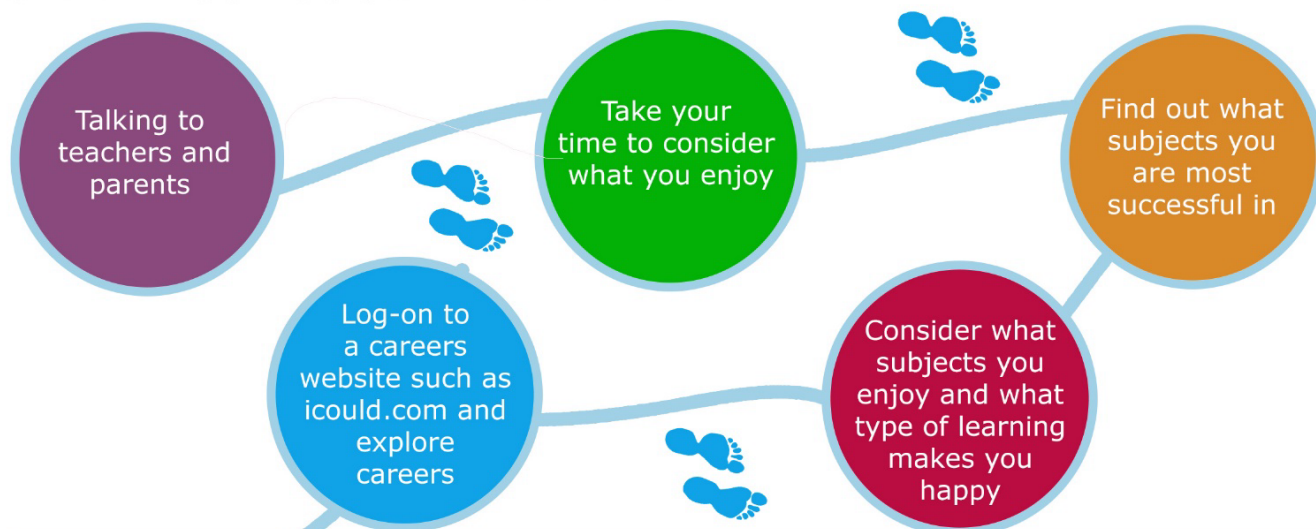 Talking to
teachers and
parents
Take your
time to consider
what you enjoy
Find out what
subjects you
are most
successful in
Consider what
subjects you
enjoy and what
type of learning
makes you
happy
Log-on to
a careers
website such as
icould.com and
explore
careers